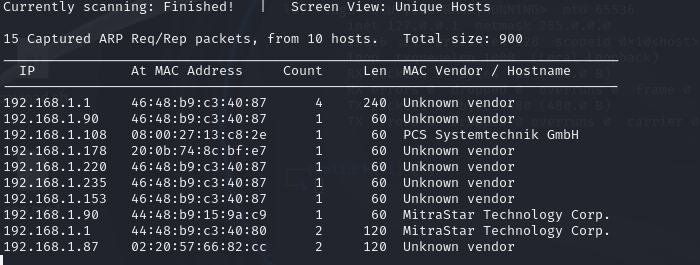 Currently scanning: Finished!   |   Screen View: Unique Hosts
15 Captured ARP Req/Rep packets, from 10 hosts.   Total size: 900
IP            At MAC Address     Count     Len  MAC Vendor / Hostname
192.168.1.1     46:48:b9:c3:40:87      4     240  Unknown vendor
192.168.1.90    46:48:b9:c3:40:87      1      60  Unknown vendor
192.168.1.108   08:00:27:13:c8:2e      1      60  PCS Systemtechnik GmbH
192.168.1.178   20:0b:74:8c:bf:e7      1      60  Unknown vendor
192.168.1.220   46:48:b9:c3:40:87      1      60  Unknown vendor
192.168.1.235   46:48:b9:c3:40:87      1      60  Unknown vendor
192.168.1.153   46:48:b9:c3:40:87      1      60  Unknown vendor
192.168.1.90    44:48:b9:15:9a:c9      1      60  MitraStar Technology Corp.
192.168.1.1     44:48:b9:c3:40:80      2     120  MitraStar Technology Corp.
192.168.1.87    02:20:57:66:82:cc      2     120  Unknown vendor